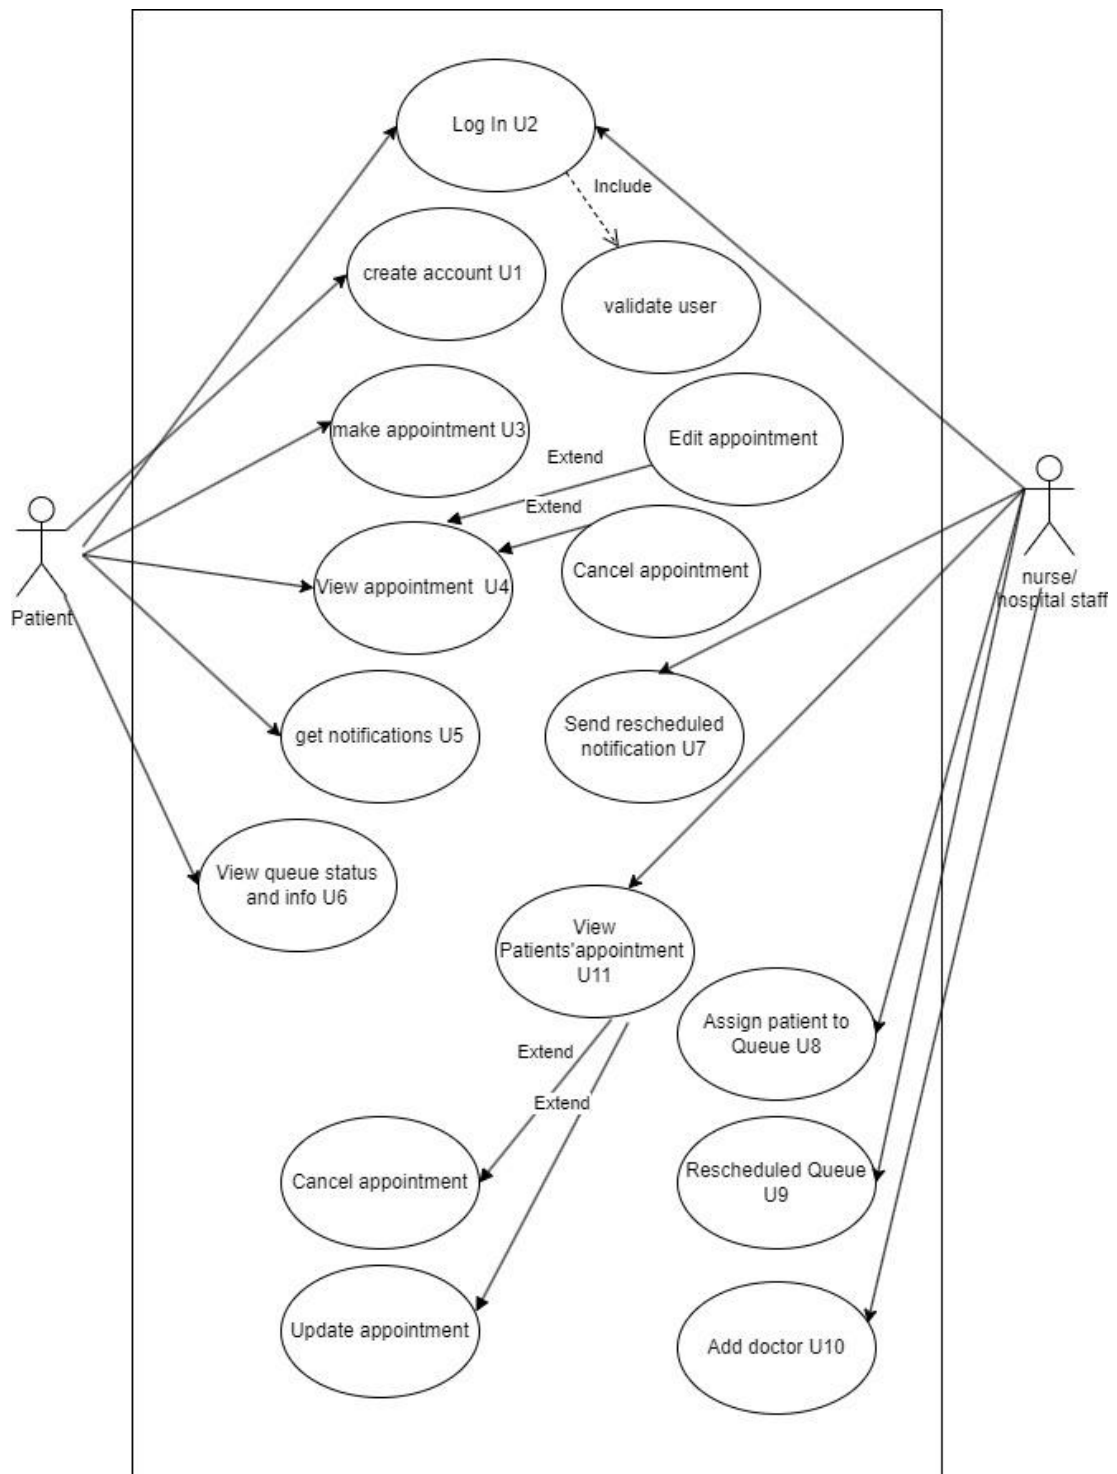 Log In U2
Include
create account U1
validate user
make appointment U3
Edit appointment
Extend
Extend
View appointment  U4
Cancel appointment
Patient
nurse/
hospital staff
get notifications U5
Send rescheduled
notification U7
View queue status
and info U6
View
Patients'appointment
U11
Assign patient to
Queue U8
Extend
Extend
Cancel appointment
Rescheduled Queue
U9
Update appointment
Add doctor U10